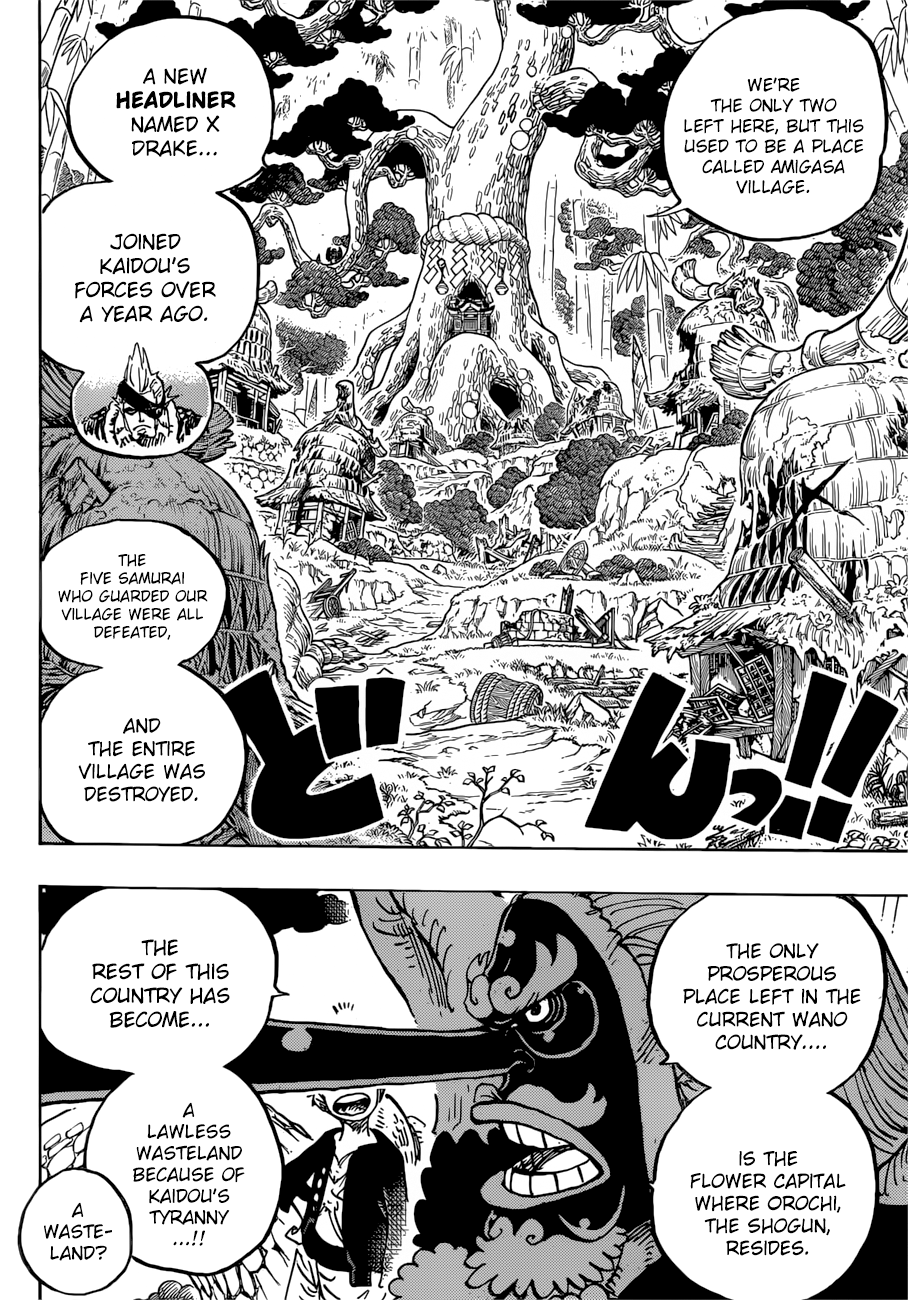 WE'RE
THE ONLY TWO
LEFT HERE, BUT THIS
USED TO BE A PLACE
CALLED AMIGASA
VILLAGE.
A NEW
HEADLINER
NAMED X
DRAKE...
JOINED
KAIDOU'S
FORCES OVER
A YEAR AGO.
THE
FIVE SAMURAI
WHO GUARDED OUR
VILLAGE WERE ALL
DEFEATED,
AND
THE ENTIRE
VILLAGE WAS
DESTROYED.
どんっ!!
THE ONLY
PROSPEROUS
PLACE LEFT IN THE
CURRENT WANO
COUNTRY....
IS THE
FLOWER CAPITAL
WHERE OROCHI,
THE SHOGUN,
RESIDES.
THE
REST OF THIS
COUNTRY HAS
BECOME...
A
LAWLESS
WASTELAND
BECAUSE OF
KAIDOU'S
TYRANNY
...!!
A
WASTE-
LAND?